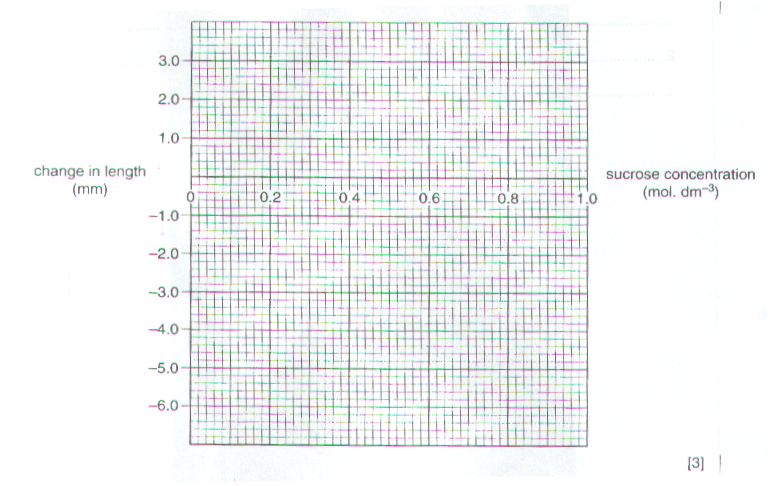 3.0
2.0
1.0
change in length
(mm)
sucrose concentration
(mol. dm⁻³)
0 0.2 0.4 0.6 0.8 1.0
−1.0
−2.0
−3.0
−4.0
−5.0
−6.0
[3]